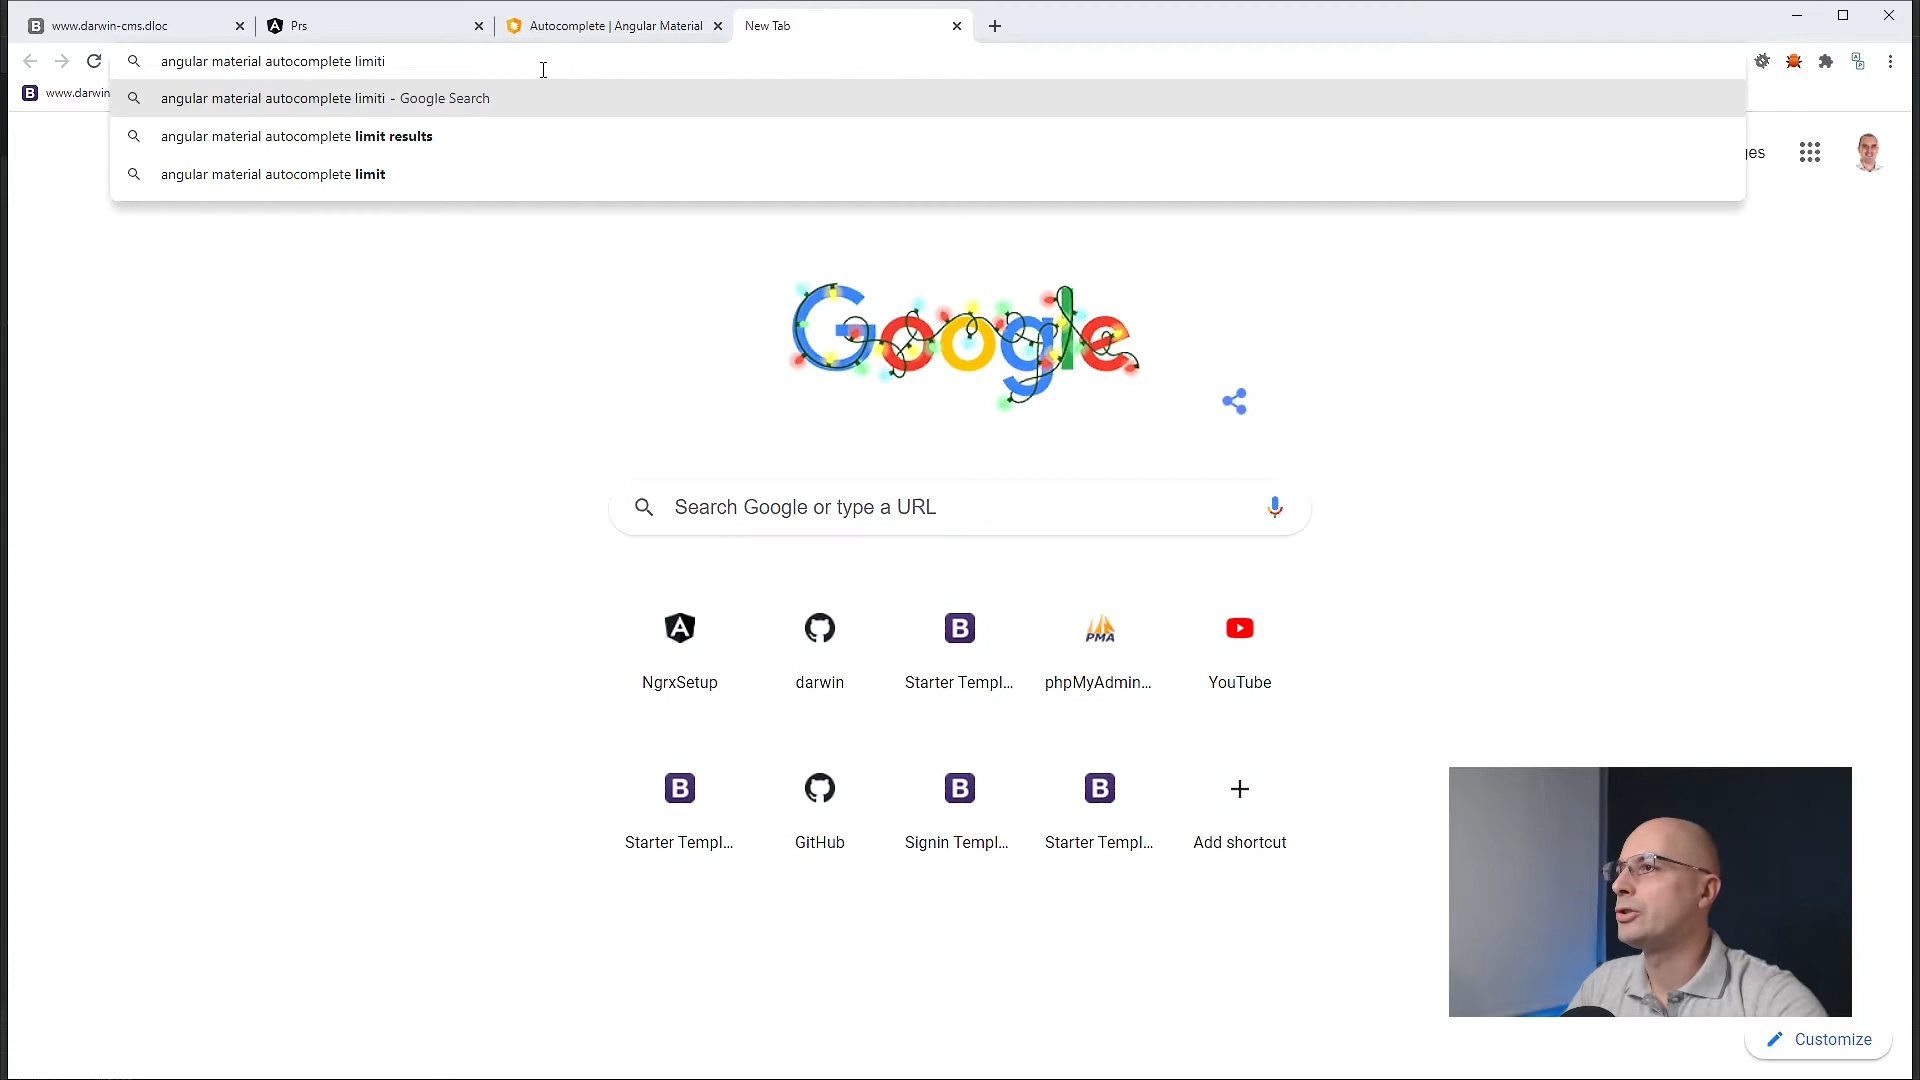 www.darwin-cms.dloc
Prs
Autocomplete | Angular Material
New Tab
angular material autocomplete limiti
www.darwin
angular material autocomplete limiti - Google Search
angular material autocomplete limit results
angular material autocomplete limit
Google
Search Google or type a URL
NgrxSetup
darwin
Starter Templ...
phpMyAdmin...
YouTube
Starter Templ...
GitHub
Signin Templ...
Starter Templ...
Add shortcut
Customize
B
A
B
B
A
B
PMA
B
B
B